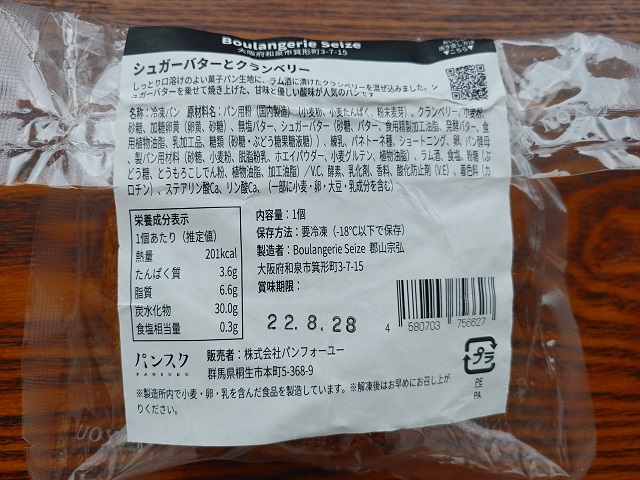 Boulangerie Seize
大阪府和泉市箕形町3-7-15
シュガーバターとクランベリー
しっとり口溶けのよい菓子パン生地に、ラム酒に漬けたクランベリーを混ぜ込みました。シ
ュガーバターを乗せて焼き上げた、甘味と優しい酸味が人気のパンです
名称:冷凍パン 原材料名:パン用粉(国内製造)(小麦粉、小麦たんぱく、粉末麦芽)、クランベリー
砂糖、加糖卵黄(卵黄、砂糖)、無塩バター、シュガーバター(砂糖、バター、食用精製加工油脂、発酵バター、食
用植物油脂、乳加工品、糖類(砂糖・ぶどう糖果糖液糖))、練乳、パネトーネ種、ショートニング、卵、パン酵母
、製パン用材料(砂糖、小麦粉、脱脂粉乳、ホエイパウダー、小麦グルテン、植物油脂)、ラム酒、食塩、粉糖(ぶ
どう糖、とうもろこしでん粉、植物油脂、加工油脂)/V.C、酵素、乳化剤、香料、酸化防止剤(V.E)、着色料(カ
ロチン)、ステアリン酸Ca、リン酸Ca、(一部に小麦・卵・大豆・乳成分を含む)
栄養成分表示
1個あたり(推定値)
熱量 201kcal
たんぱく質 3.6g
脂質 6.6g
炭水化物 30.0g
食塩相当量 0.3g
内容量:1個
保存方法:要冷凍(-18℃以下で保存)
製造者:Boulangerie Seize 郡山宗弘
大阪府和泉市箕形町3-7-15
賞味期限:
22.8.28
4 580703 756627
パンスク
PANSUKU
販売者:株式会社パンフォーユー
群馬県桐生市本町5-368-9
プラ
PE
PA
※製造所内で小麦・卵・乳を含んだ食品を製造しています。※解凍後はお早めにお召し上が
りください。